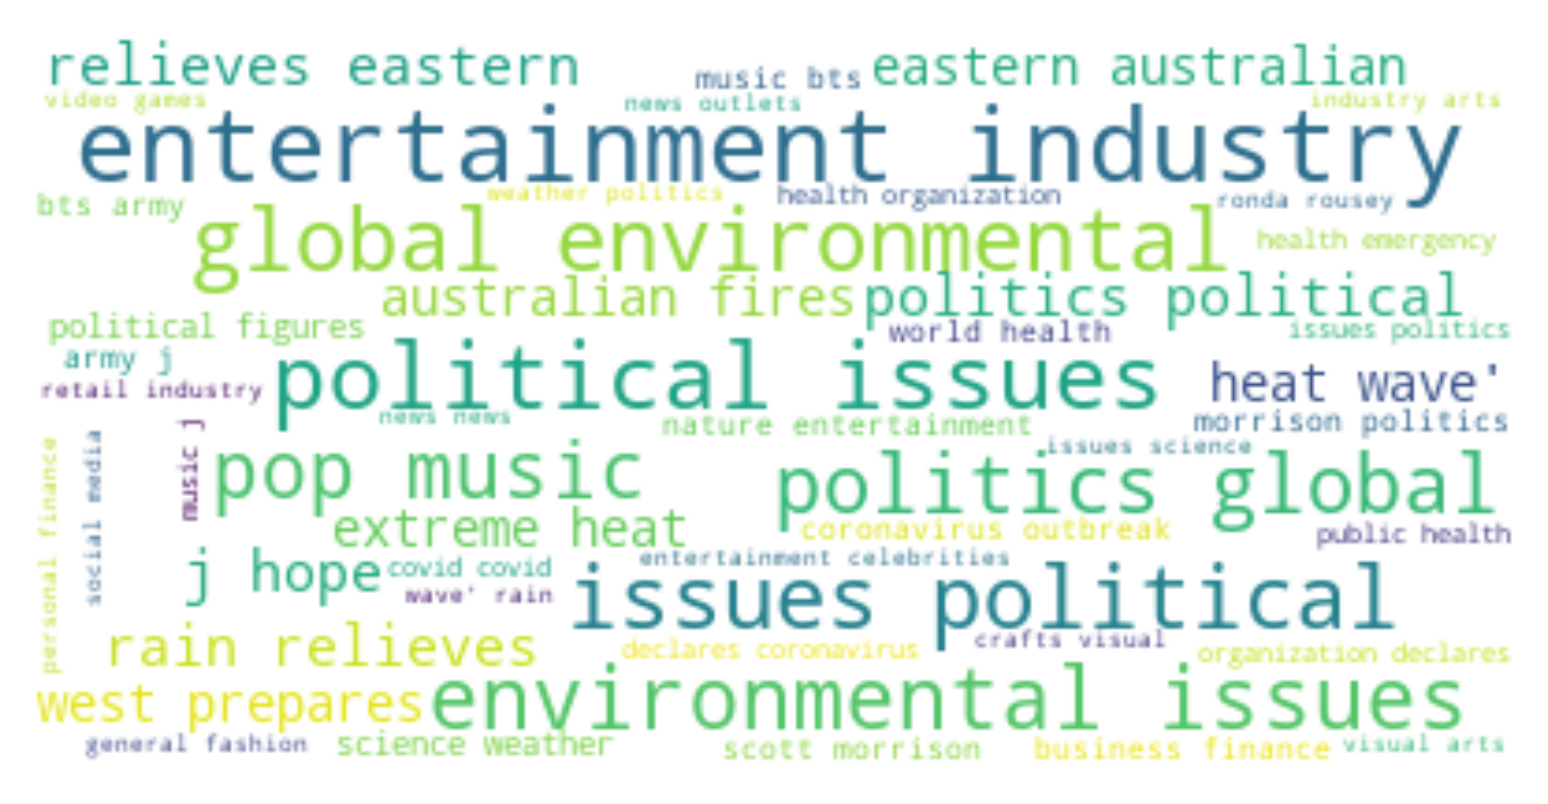 relieves eastern
music bts
eastern australian
video games
news outlets
industry arts
entertainment industry
bts army
weather politics
health organization
ronda rousey
global environmental
health emergency
australian fires
politics political
political figures
world health
issues politics
army j
retail industry
political issues
heat wave'
news news
nature entertainment
morrison politics
personal finance
social media
music j
pop music
issues science
politics global
extreme heat
coronavirus outbreak
public health
j hope
covid covid
entertainment celebrities
wave' rain
issues political
rain relieves
declares coronavirus
crafts visual
organization declares
west prepares
environmental issues
general fashion
science weather
scott morrison
business finance
visual arts